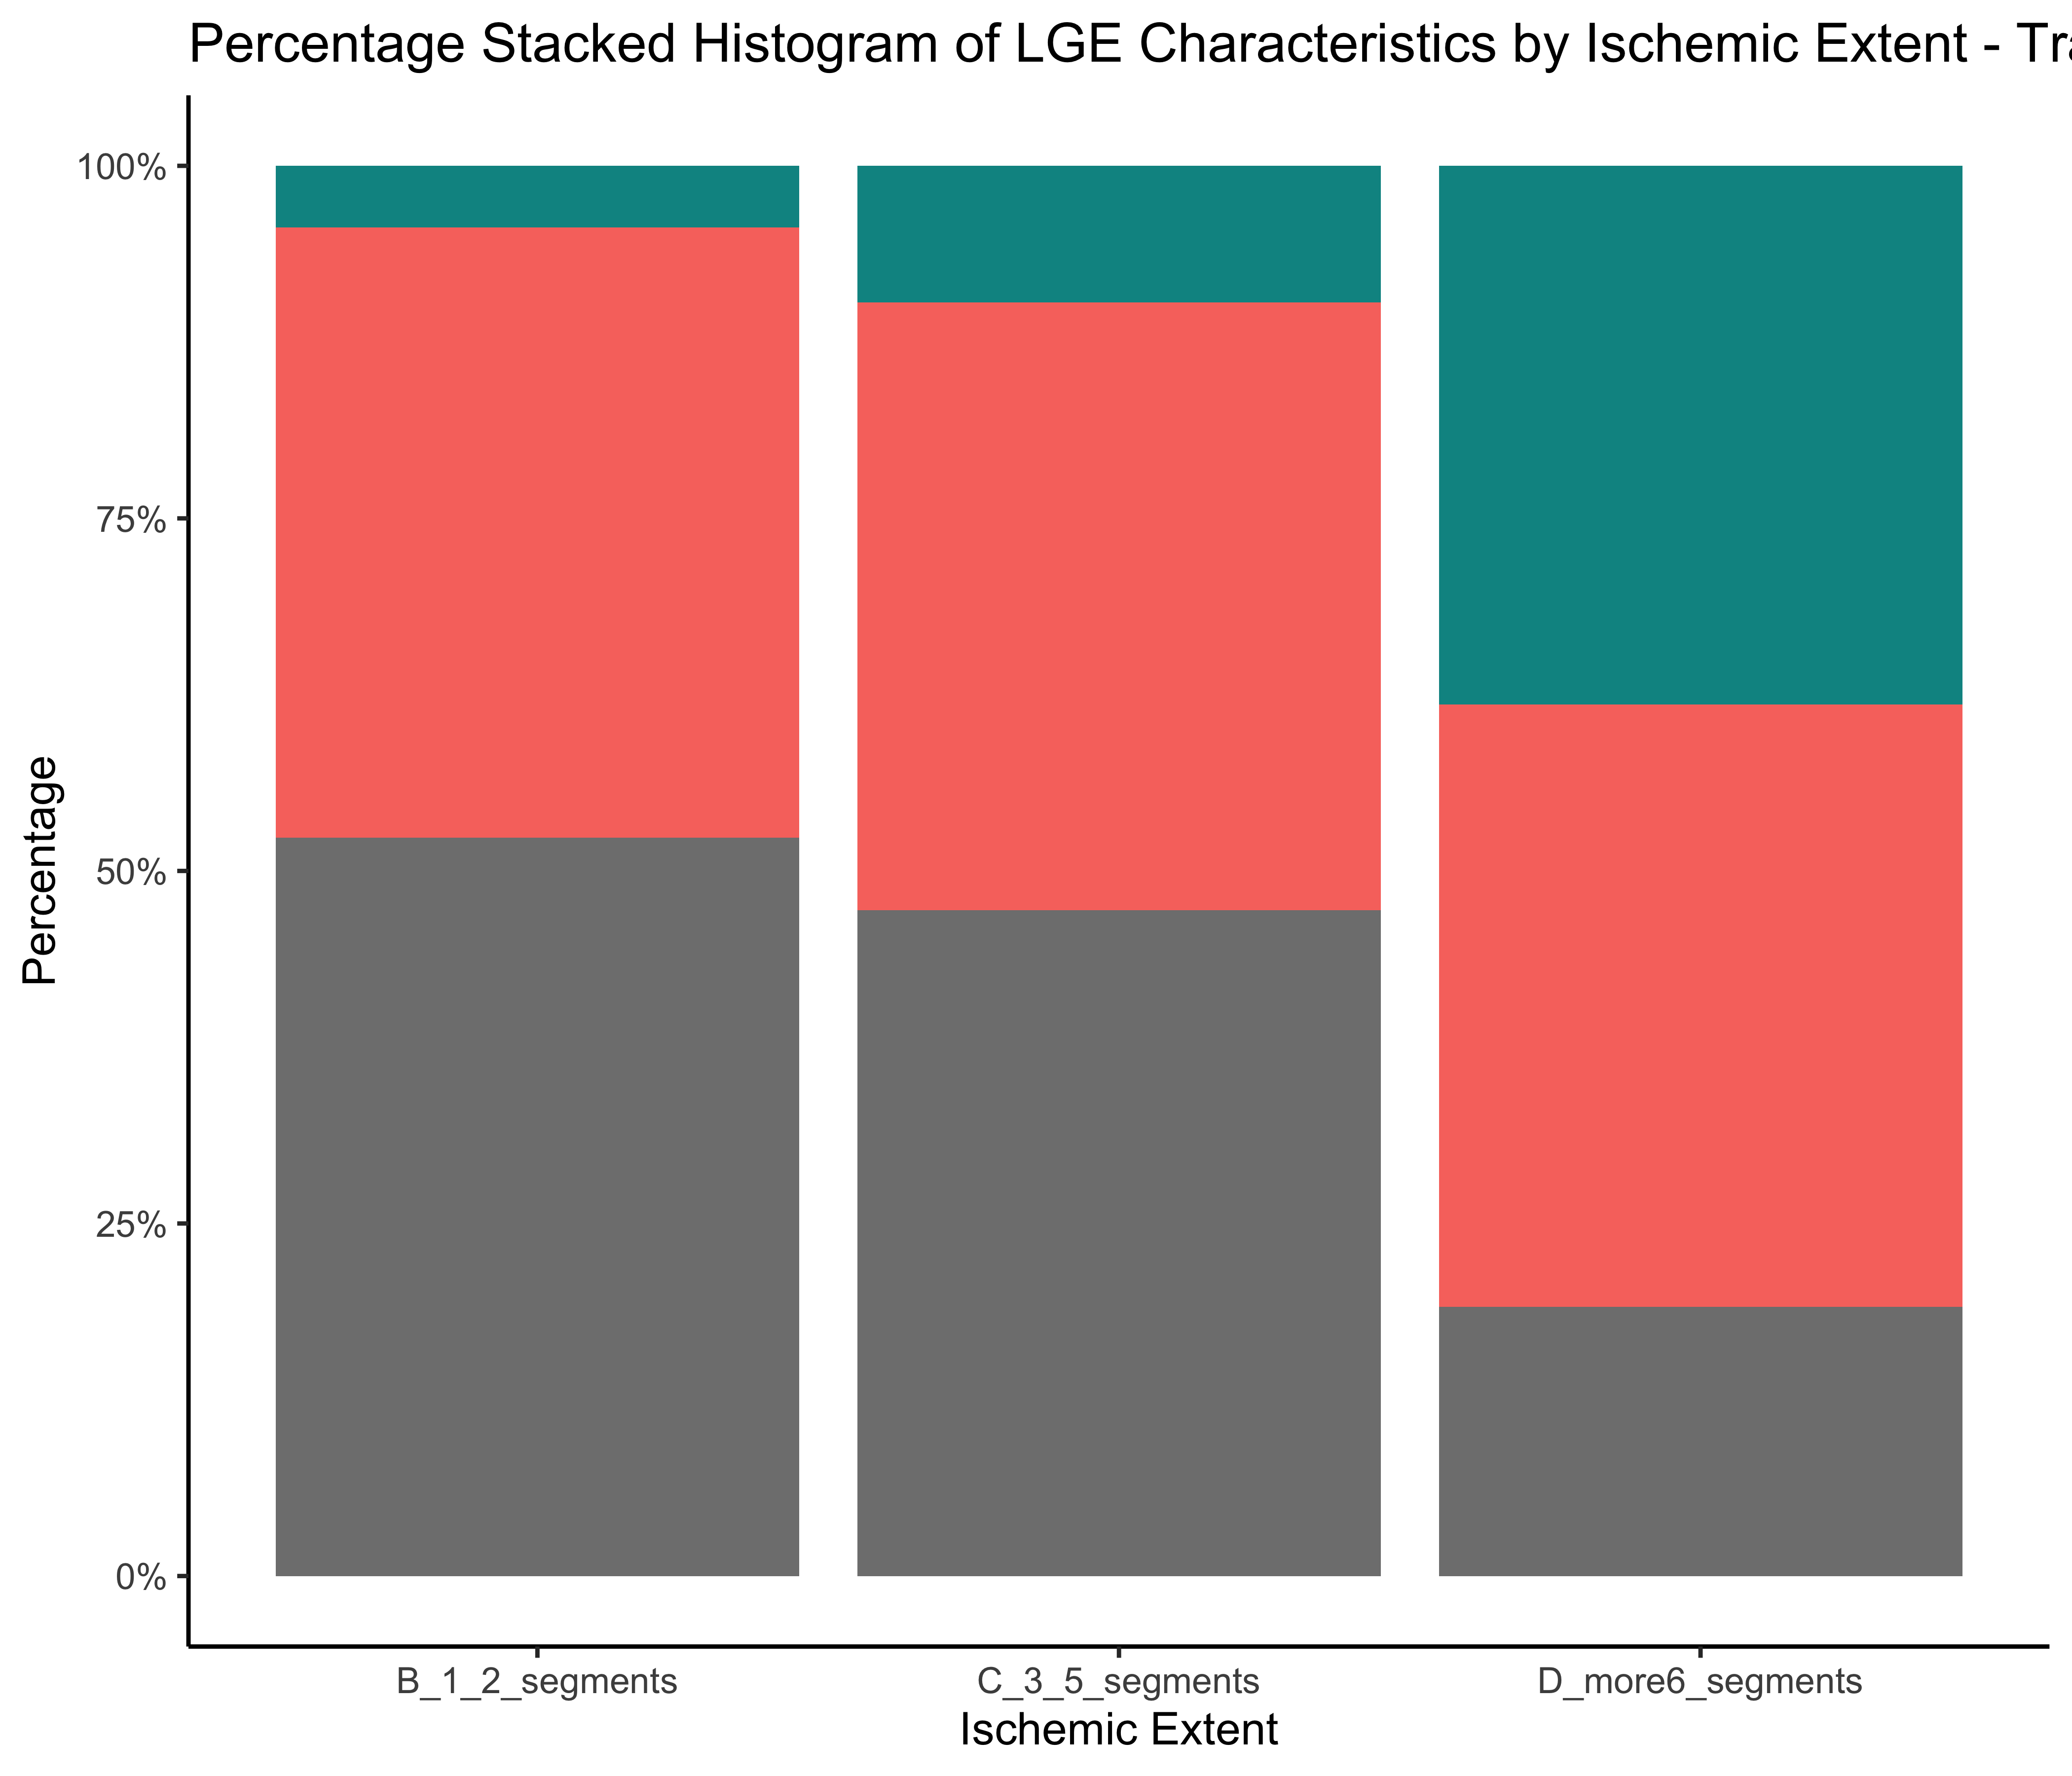 Percentage Stacked Histogram of LGE Characteristics by Ischemic Extent -
100%
75%
50%
25%
0%
Percentage
B_1_2_segments
C_3_5_segments
D_more6_segments
Ischemic Extent